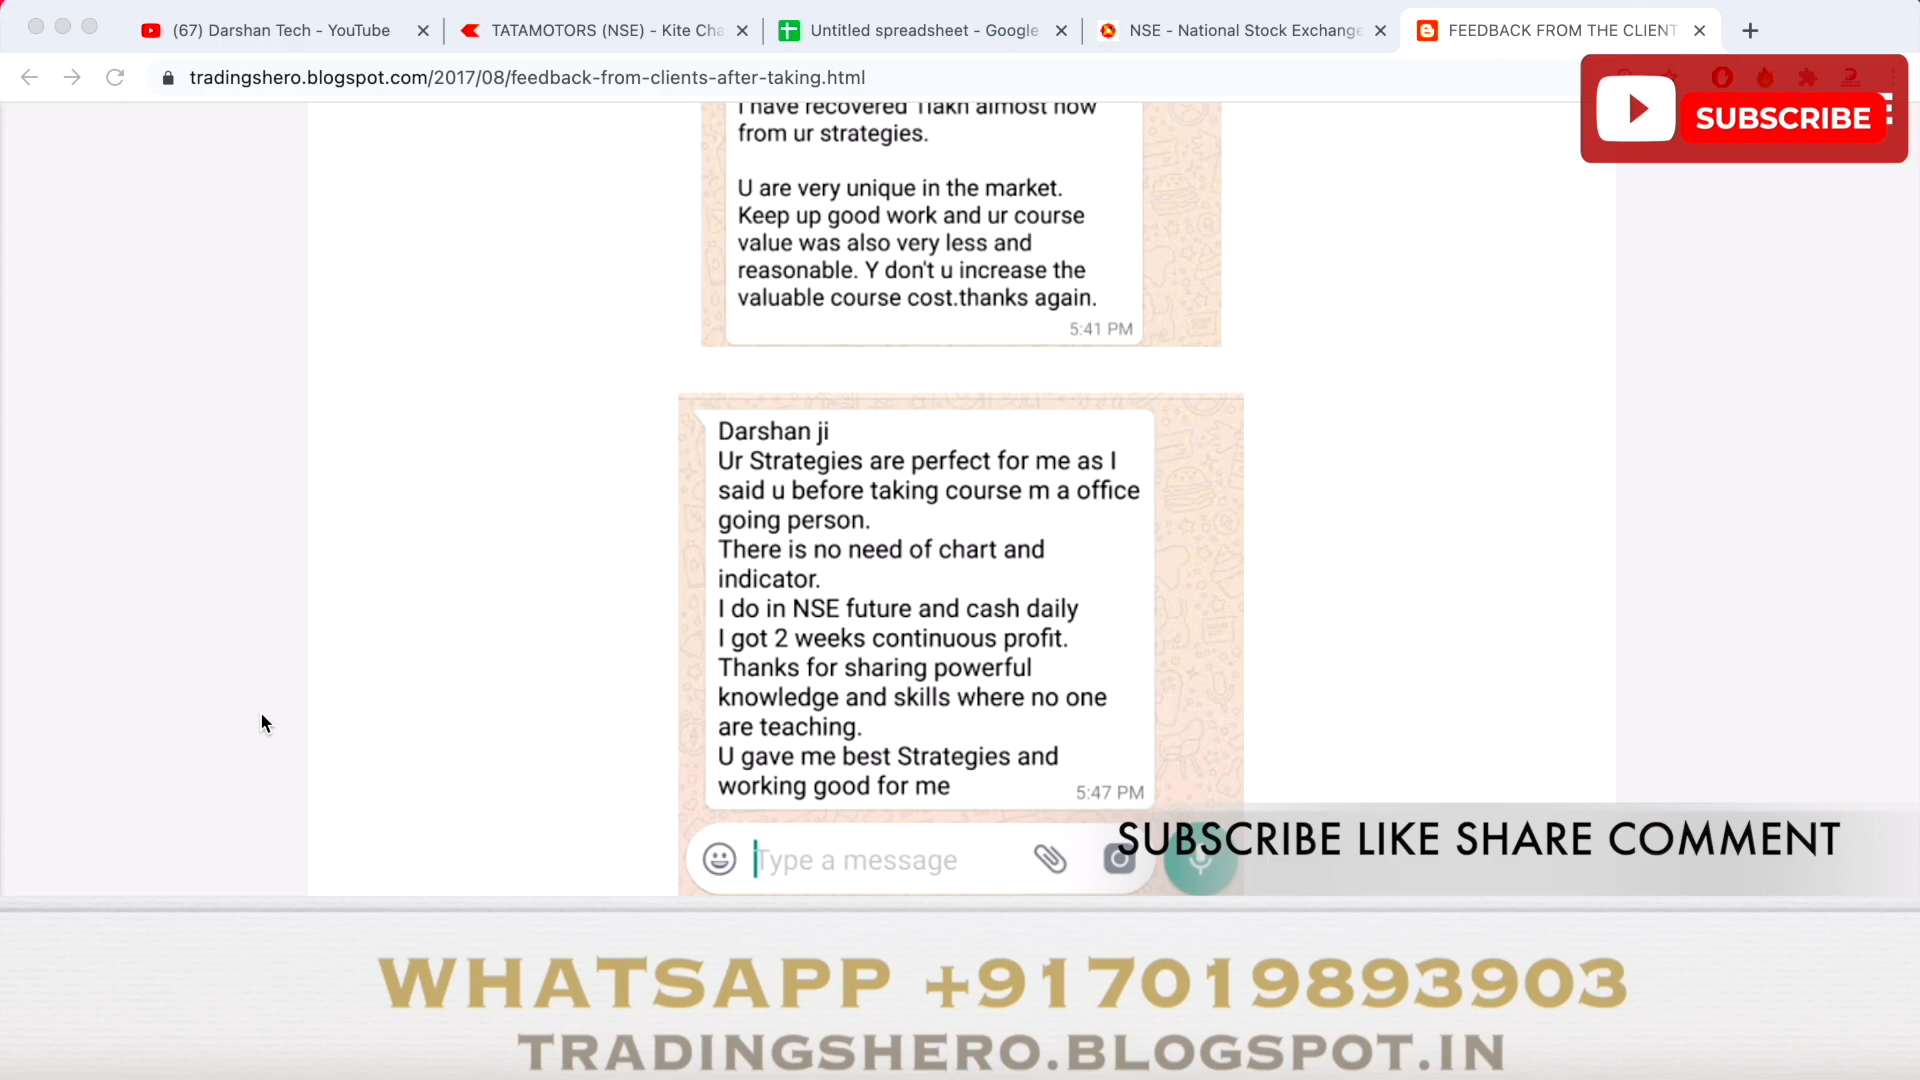 (67) Darshan Tech - YouTube
TATAMOTORS (NSE) - Kite Cha
Untitled spreadsheet - Google
NSE - National Stock Exchange
FEEDBACK FROM THE CLIENT
tradingshero.blogspot.com/2017/08/feedback-from-clients-after-taking.html
SUBSCRIBE
I have recovered 1lakh almost now
from ur strategies.
U are very unique in the market.
Keep up good work and ur course
value was also very less and
reasonable. Y don't u increase the
valuable course cost.thanks again.
5:41 PM
Darshan ji
Ur Strategies are perfect for me as I
said u before taking course m a office
going person.
There is no need of chart and
indicator.
I do in NSE future and cash daily
I got 2 weeks continuous profit.
Thanks for sharing powerful
knowledge and skills where no one
are teaching.
U gave me best Strategies and
working good for me
5:47 PM
Type a message
SUBSCRIBE LIKE SHARE COMMENT
WHATSAPP +917019893903
TRADINGSHERO.BLOGSPOT.IN